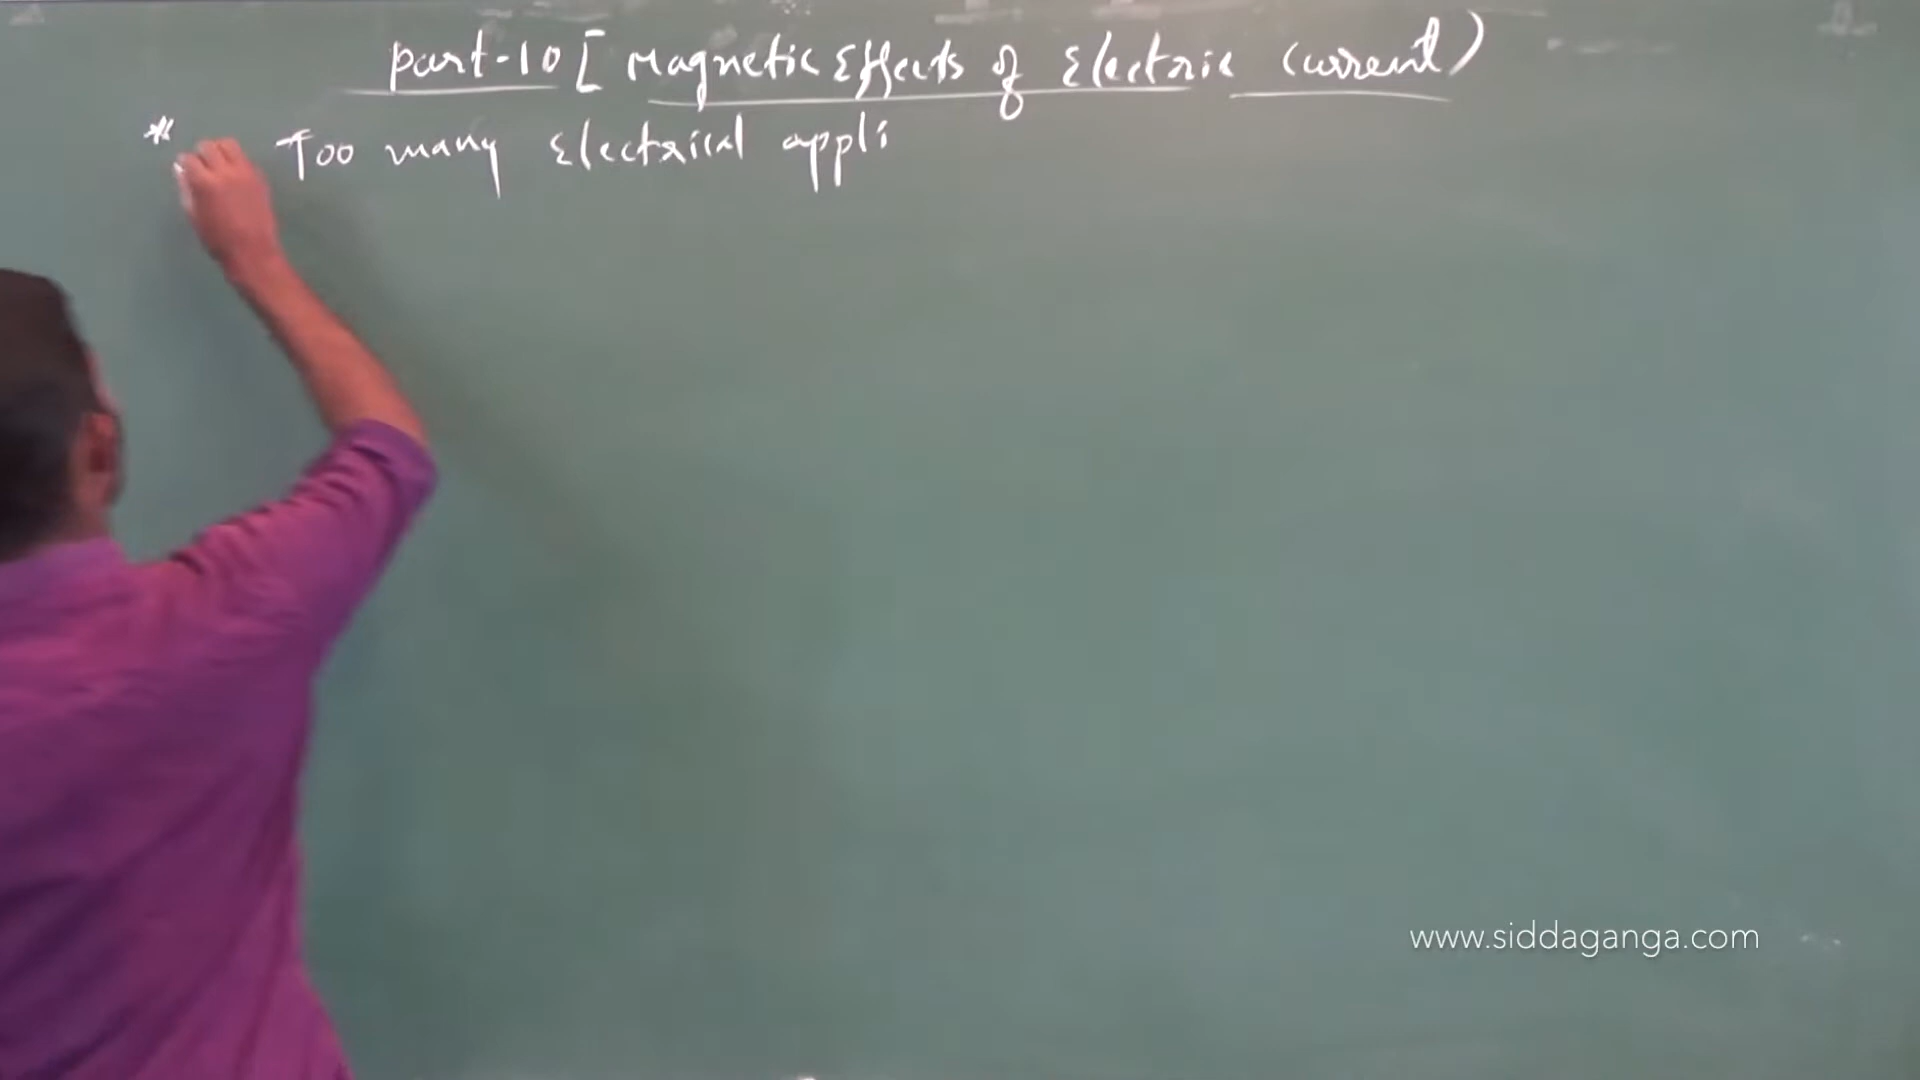 part-10 [ Magnetic Effects of Electric Current)
* Too many Electrical appli
www.siddaganga.com